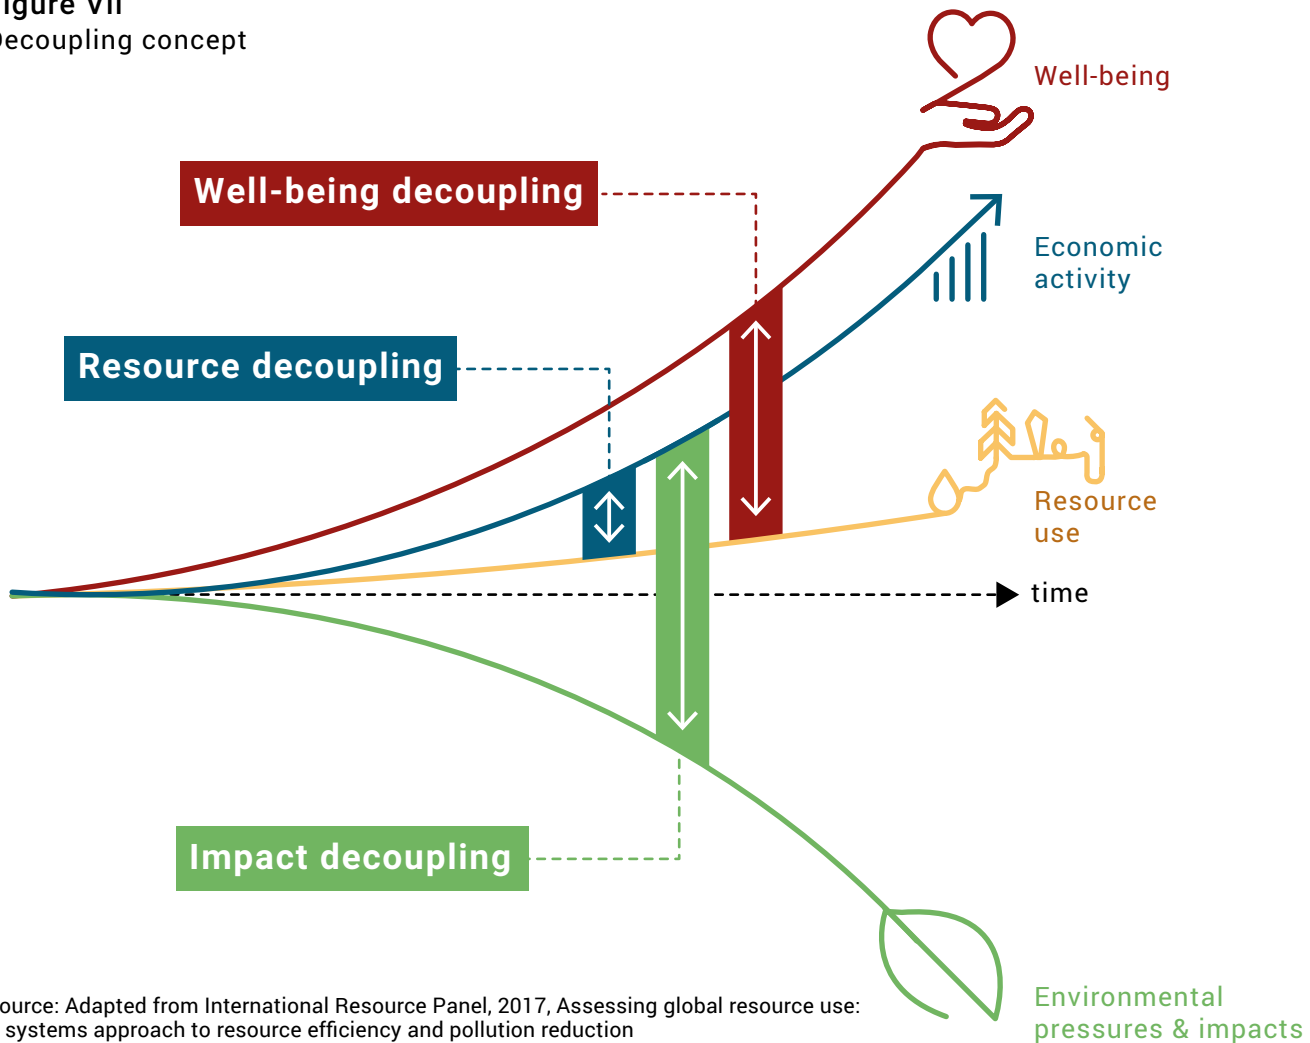 igure VII
Decoupling concept
Well-being
Well-being decoupling
Economic
activity
Resource decoupling
Resource
use
time
Impact decoupling
Environmental
pressures & impacts
ource: Adapted from International Resource Panel, 2017, Assessing global resource use:
systems approach to resource efficiency and pollution reduction